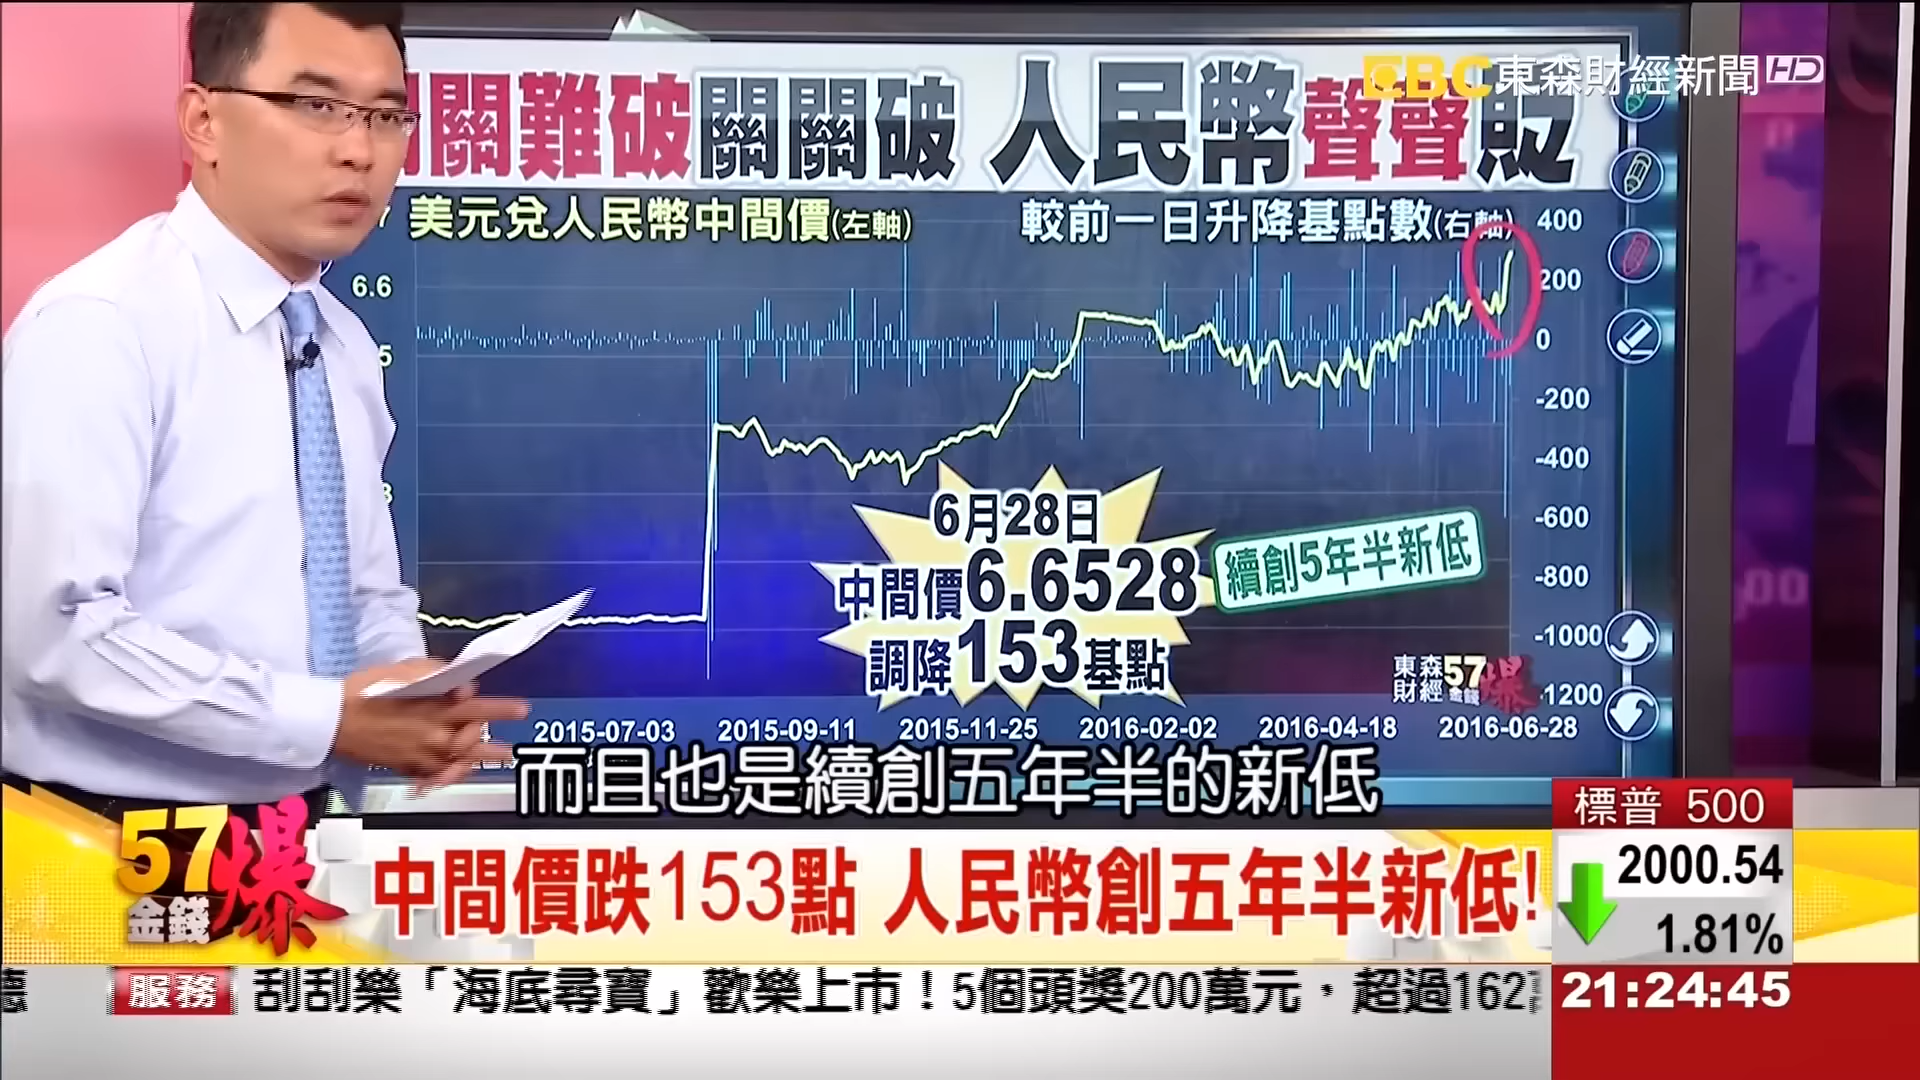 EBC 東森財經新聞 HD
關難破關關破 人民幣聲聲貶
美元兌人民幣中間價(左軸)
較前一日升降基點數(右軸)
400
6.6
200
0
-200
-400
-600
-800
-1000
-1200
6月28日
中間價6.6528
調降153基點
續創5年半新低
東森財經57金錢爆
2015-07-03 2015-09-11 2015-11-25 2016-02-02 2016-04-18 2016-06-28
而且也是續創五年半的新低
標普 500
2000.54
1.81%
57金錢爆
中間價跌153點 人民幣創五年半新低!
服務 刮刮樂「海底尋寶」歡樂上市!5個頭獎200萬元,超過162
21:24:45